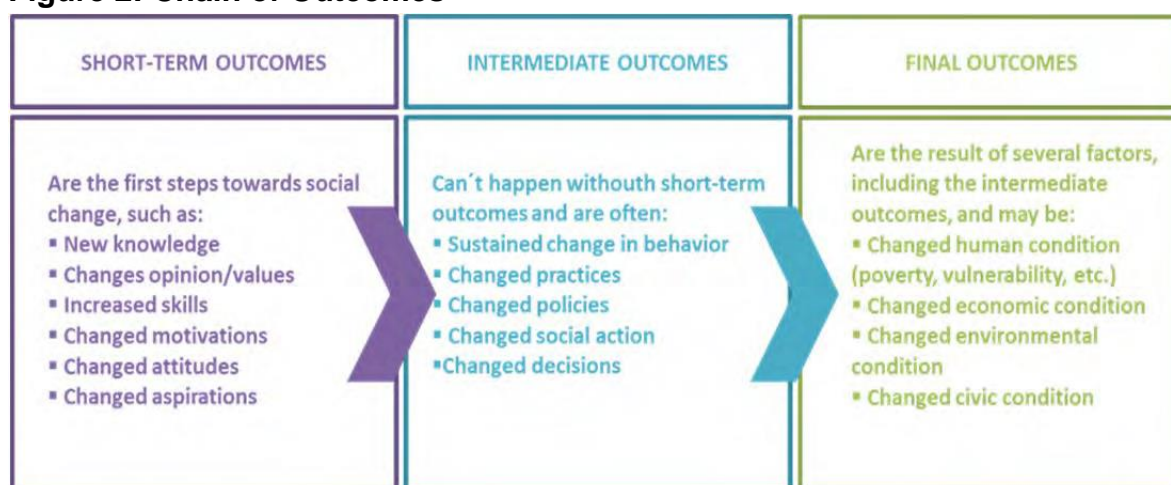 Figure 2: Chain of Outcomes
SHORT-TERM OUTCOMES
Are the first steps towards social
change, such as:
▪ New knowledge
▪ Changes opinion/values
▪ Increased skills
▪ Changed motivations
▪ Changed attitudes
▪ Changed aspirations
INTERMEDIATE OUTCOMES
Can´t happen withouth short-term
outcomes and are often:
▪ Sustained change in behavior
▪ Changed practices
▪ Changed policies
▪ Changed social action
▪Changed decisions
FINAL OUTCOMES
Are the result of several factors,
including the intermediate
outcomes, and may be:
▪ Changed human condition
(poverty, vulnerability, etc.)
▪ Changed economic condition
▪ Changed environmental
condition
▪ Changed civic condition